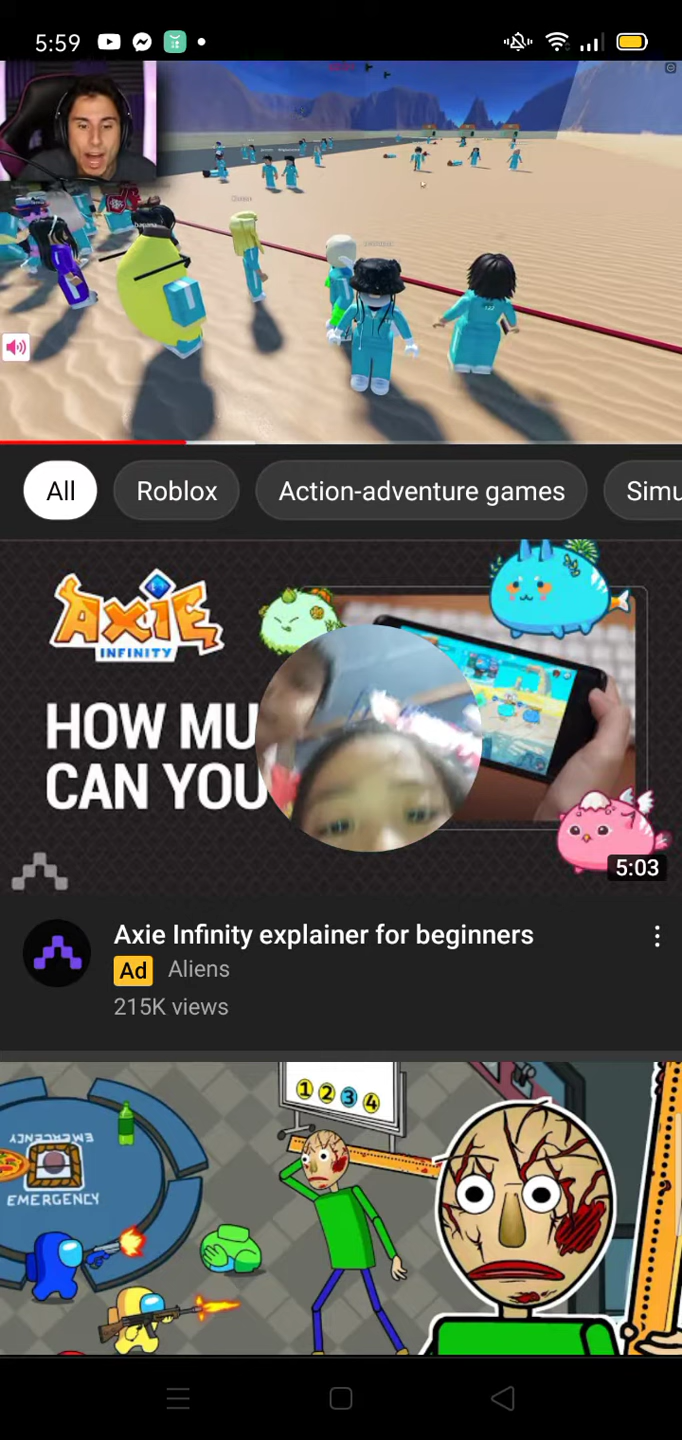 5:59
All
Roblox
Action-adventure games
Simu
AXIE
INFINITY
HOW MU
CAN YOU
5:03
Axie Infinity explainer for beginners
Ad Aliens
215K views
1 2 3 4
EMERGENCY
EMERGENCY